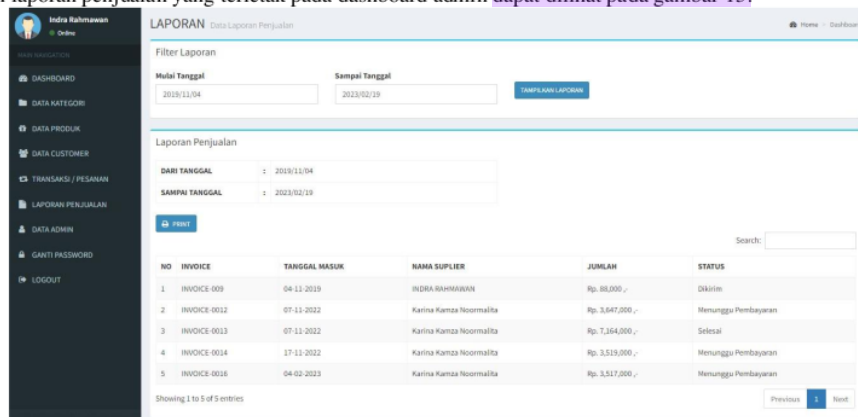 laporan penjualan yang terletak pada dashboard admin dapat dilihat pada gambar 15.
Indra Rahmawan
Online
LAPORAN Data Laporan Penjualan
Home > Dashboard
MAIN NAVIGATION
DASHBOARD
DATA KATEGORI
DATA PRODUK
DATA CUSTOMER
TRANSAKSI / PESANAN
LAPORAN PENJUALAN
DATA ADMIN
GANTI PASSWORD
LOGOUT
Filter Laporan
Mulai Tanggal Sampai Tanggal
2019/11/04 2023/02/19 TAMPILKAN LAPORAN
Laporan Penjualan
DARI TANGGAL : 2019/11/04
SAMPAI TANGGAL : 2023/02/19
PRINT
Search:
NO INVOICE TANGGAL MASUK NAMA SUPLIER JUMLAH STATUS
1 INVOICE-009 04-11-2019 INDRA RAHMAWAN Rp. 88,000 ,- Dikirim
2 INVOICE-0012 07-11-2022 Karina Kamza Noormalita Rp. 3,647,000 ,- Menunggu Pembayaran
3 INVOICE-0013 07-11-2022 Karina Kamza Noormalita Rp. 7,164,000 ,- Selesai
4 INVOICE-0014 17-11-2022 Karina Kamza Noormalita Rp. 3,519,000 ,- Menunggu Pembayaran
5 INVOICE-0016 04-02-2023 Karina Kamza Noormalita Rp. 3,517,000 ,- Menunggu Pembayaran
Showing 1 to 5 of 5 entries
Previous 1 Next